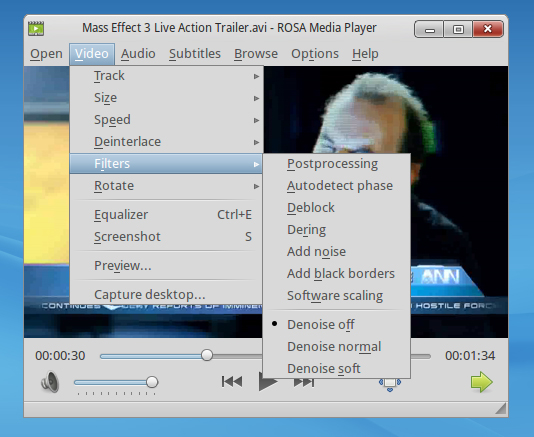 Mass Effect 3 Live Action Trailer.avi - ROSA Media Player
Open Video Audio Subtitles Browse Options Help
Track
Size
Speed
Deinterlace
Filters
Rotate
Equalizer Ctrl+E
Screenshot S
Preview...
Capture desktop...
Postprocessing
Autodetect phase
Deblock
Dering
Add noise
Add black borders
Software scaling
Denoise off
Denoise normal
Denoise soft
ANN
CONTINUES CERT REPORTS OF IMMINEN HOSTILE FORC
00:00:30 00:01:34